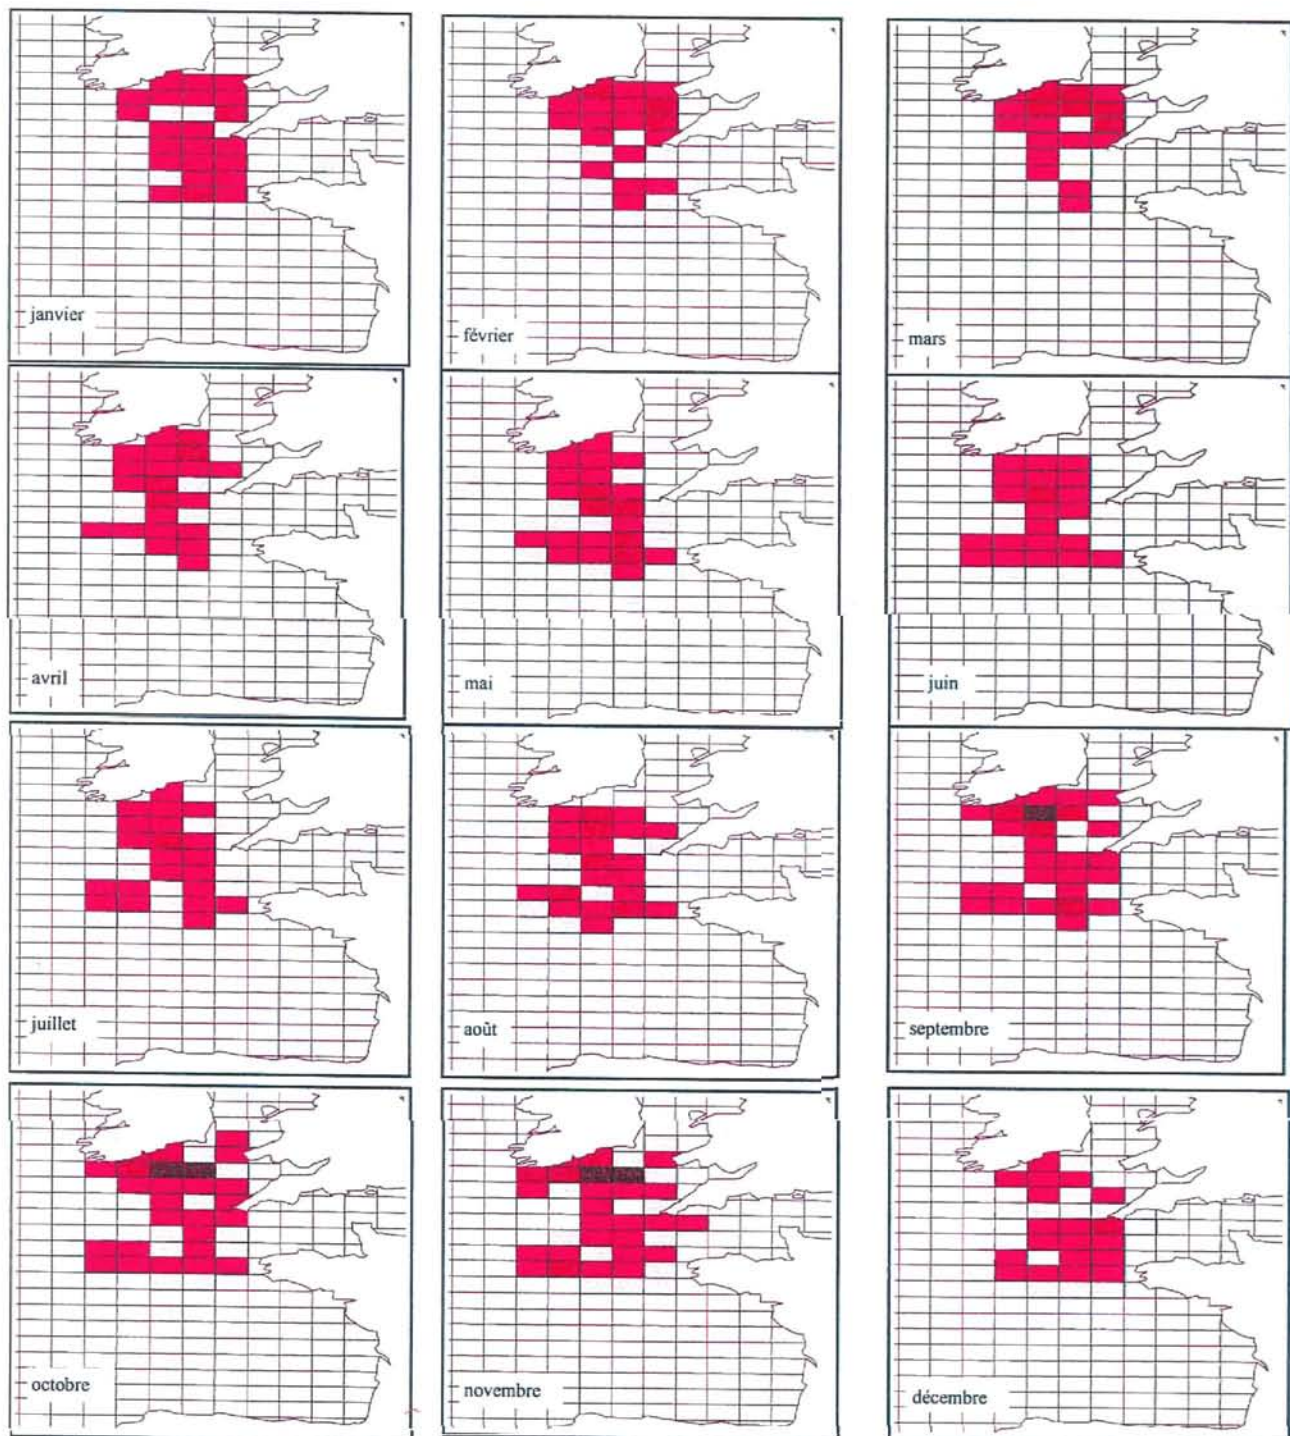 janvier
février
mars
avril
mai
juin
juillet
août
septembre
octobre
novembre
décembre